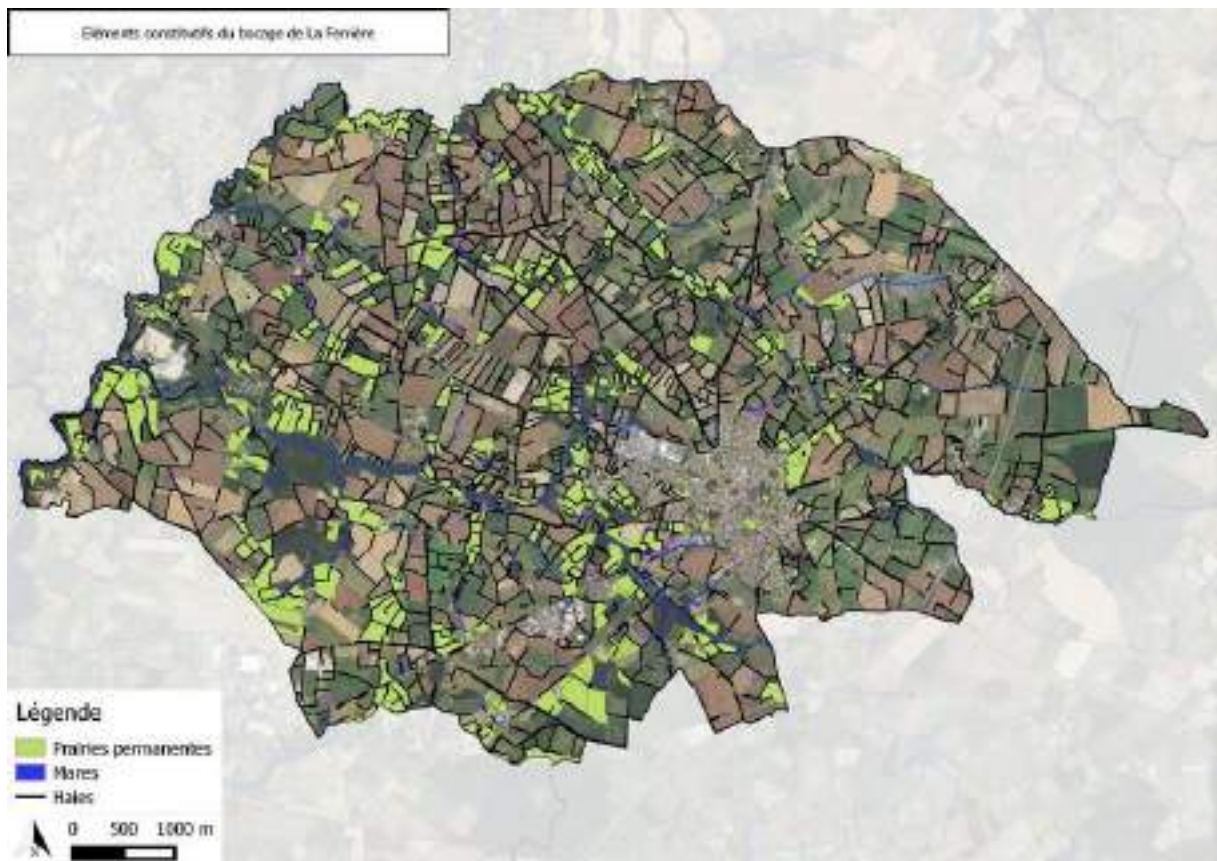 Eléments constitutifs du bocage de La Ferrière
Légende
Prairies permanentes
Mares
Haies
0 500 1000 m